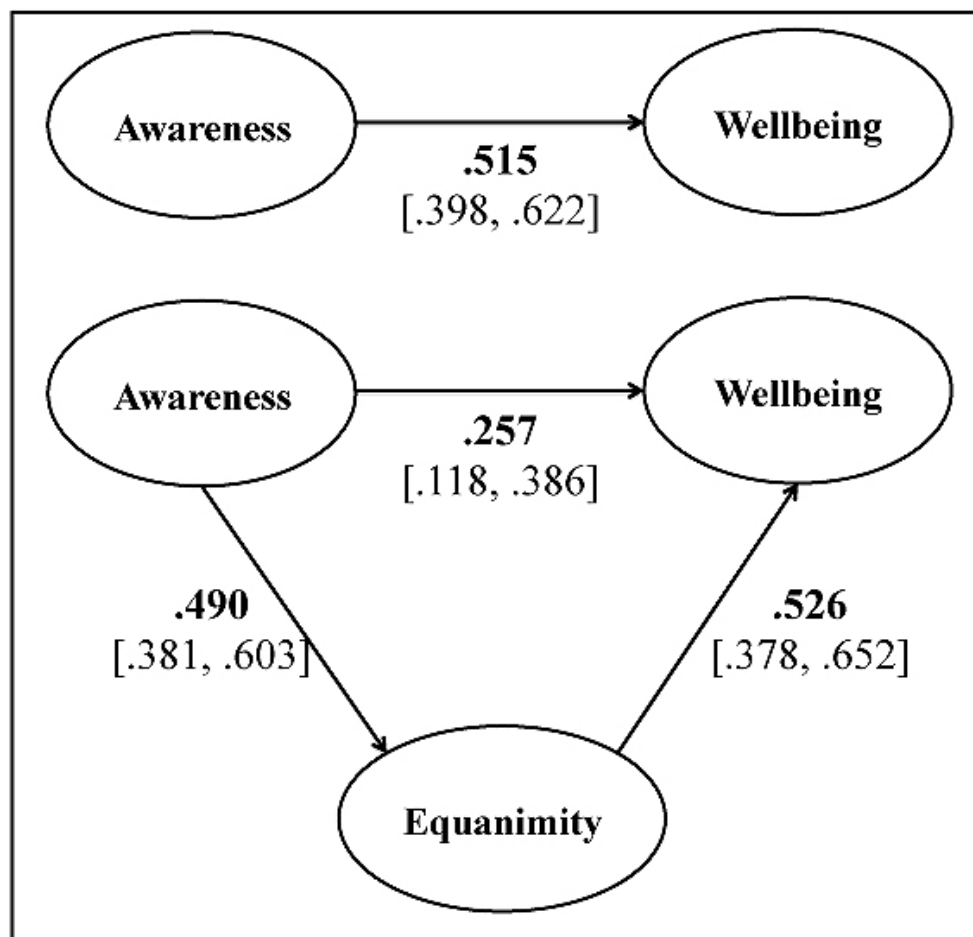 Awareness
Wellbeing
.515
[.398, .622]
Awareness
Wellbeing
.257
[.118, .386]
.490
[.381, .603]
.526
[.378, .652]
Equanimity